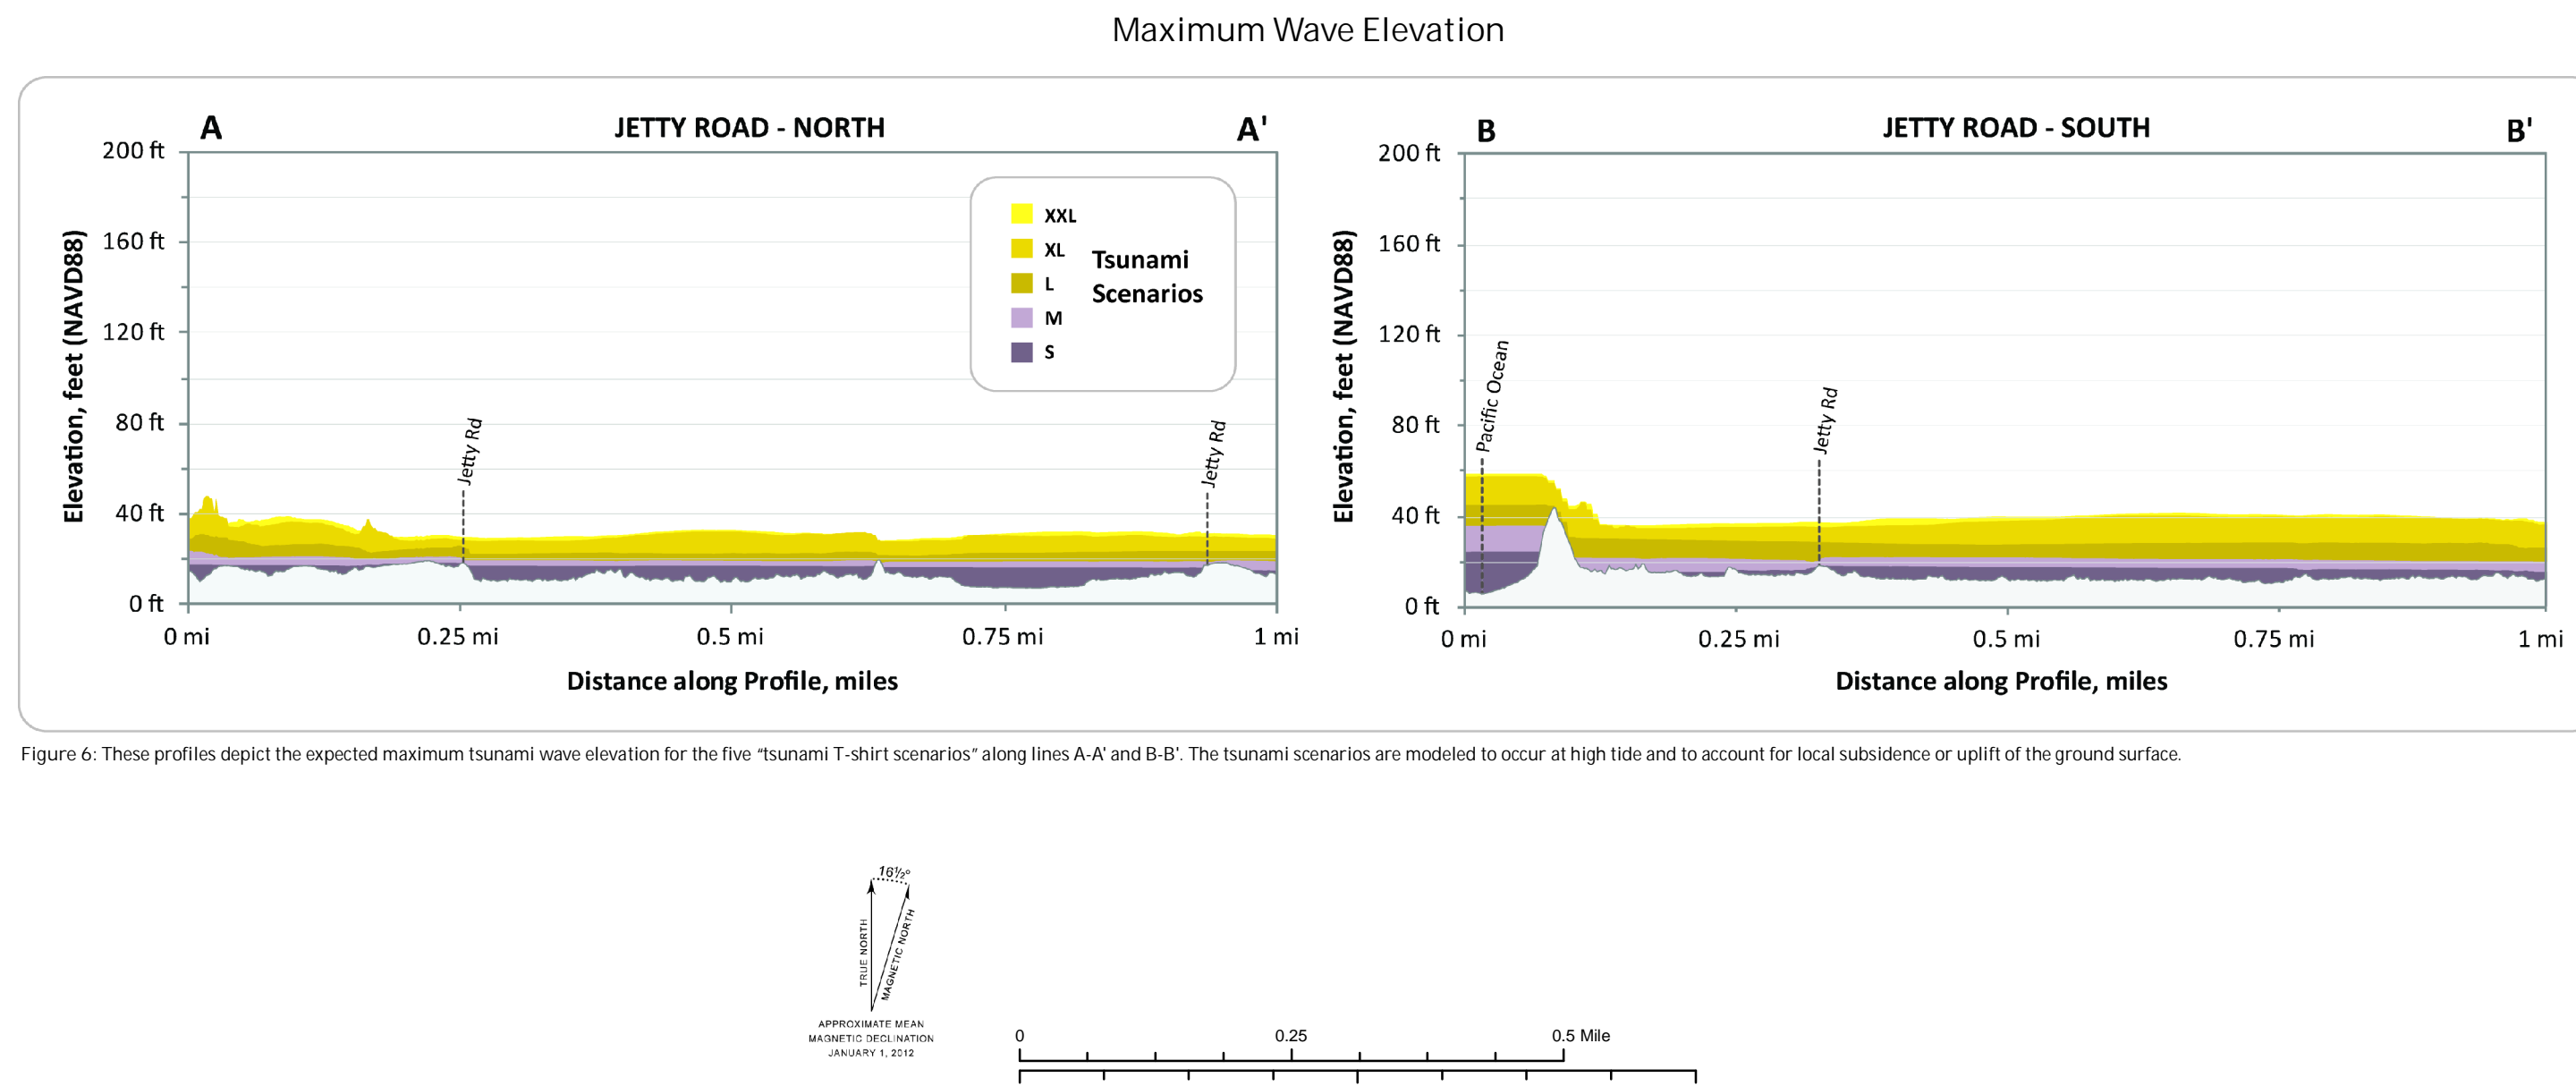 Maximum Wave Elevation
A
JETTY ROAD - NORTH
A'
200 ft
160 ft
120 ft
80 ft
40 ft
0 ft
Elevation, feet (NAVD88)
XXL
XL
L
M
S
Tsunami
Scenarios
Jetty Rd
Jetty Rd
0 mi
0.25 mi
0.5 mi
0.75 mi
1 mi
Distance along Profile, miles
B
JETTY ROAD - SOUTH
B'
200 ft
160 ft
120 ft
80 ft
40 ft
0 ft
Elevation, feet (NAVD88)
Pacific Ocean
Jetty Rd
0 mi
0.25 mi
0.5 mi
0.75 mi
1 mi
Distance along Profile, miles
Figure 6: These profiles depict the expected maximum tsunami wave elevation for the five “tsunami T-shirt scenarios” along lines A-A' and B-B'. The tsunami scenarios are modeled to occur at high tide and to account for local subsidence or uplift of the ground surface.
16½°
TRUE NORTH
MAGNETIC NORTH
APPROXIMATE MEAN
MAGNETIC DECLINATION
JANUARY 1, 2012
0
0.25
0.5 Mile